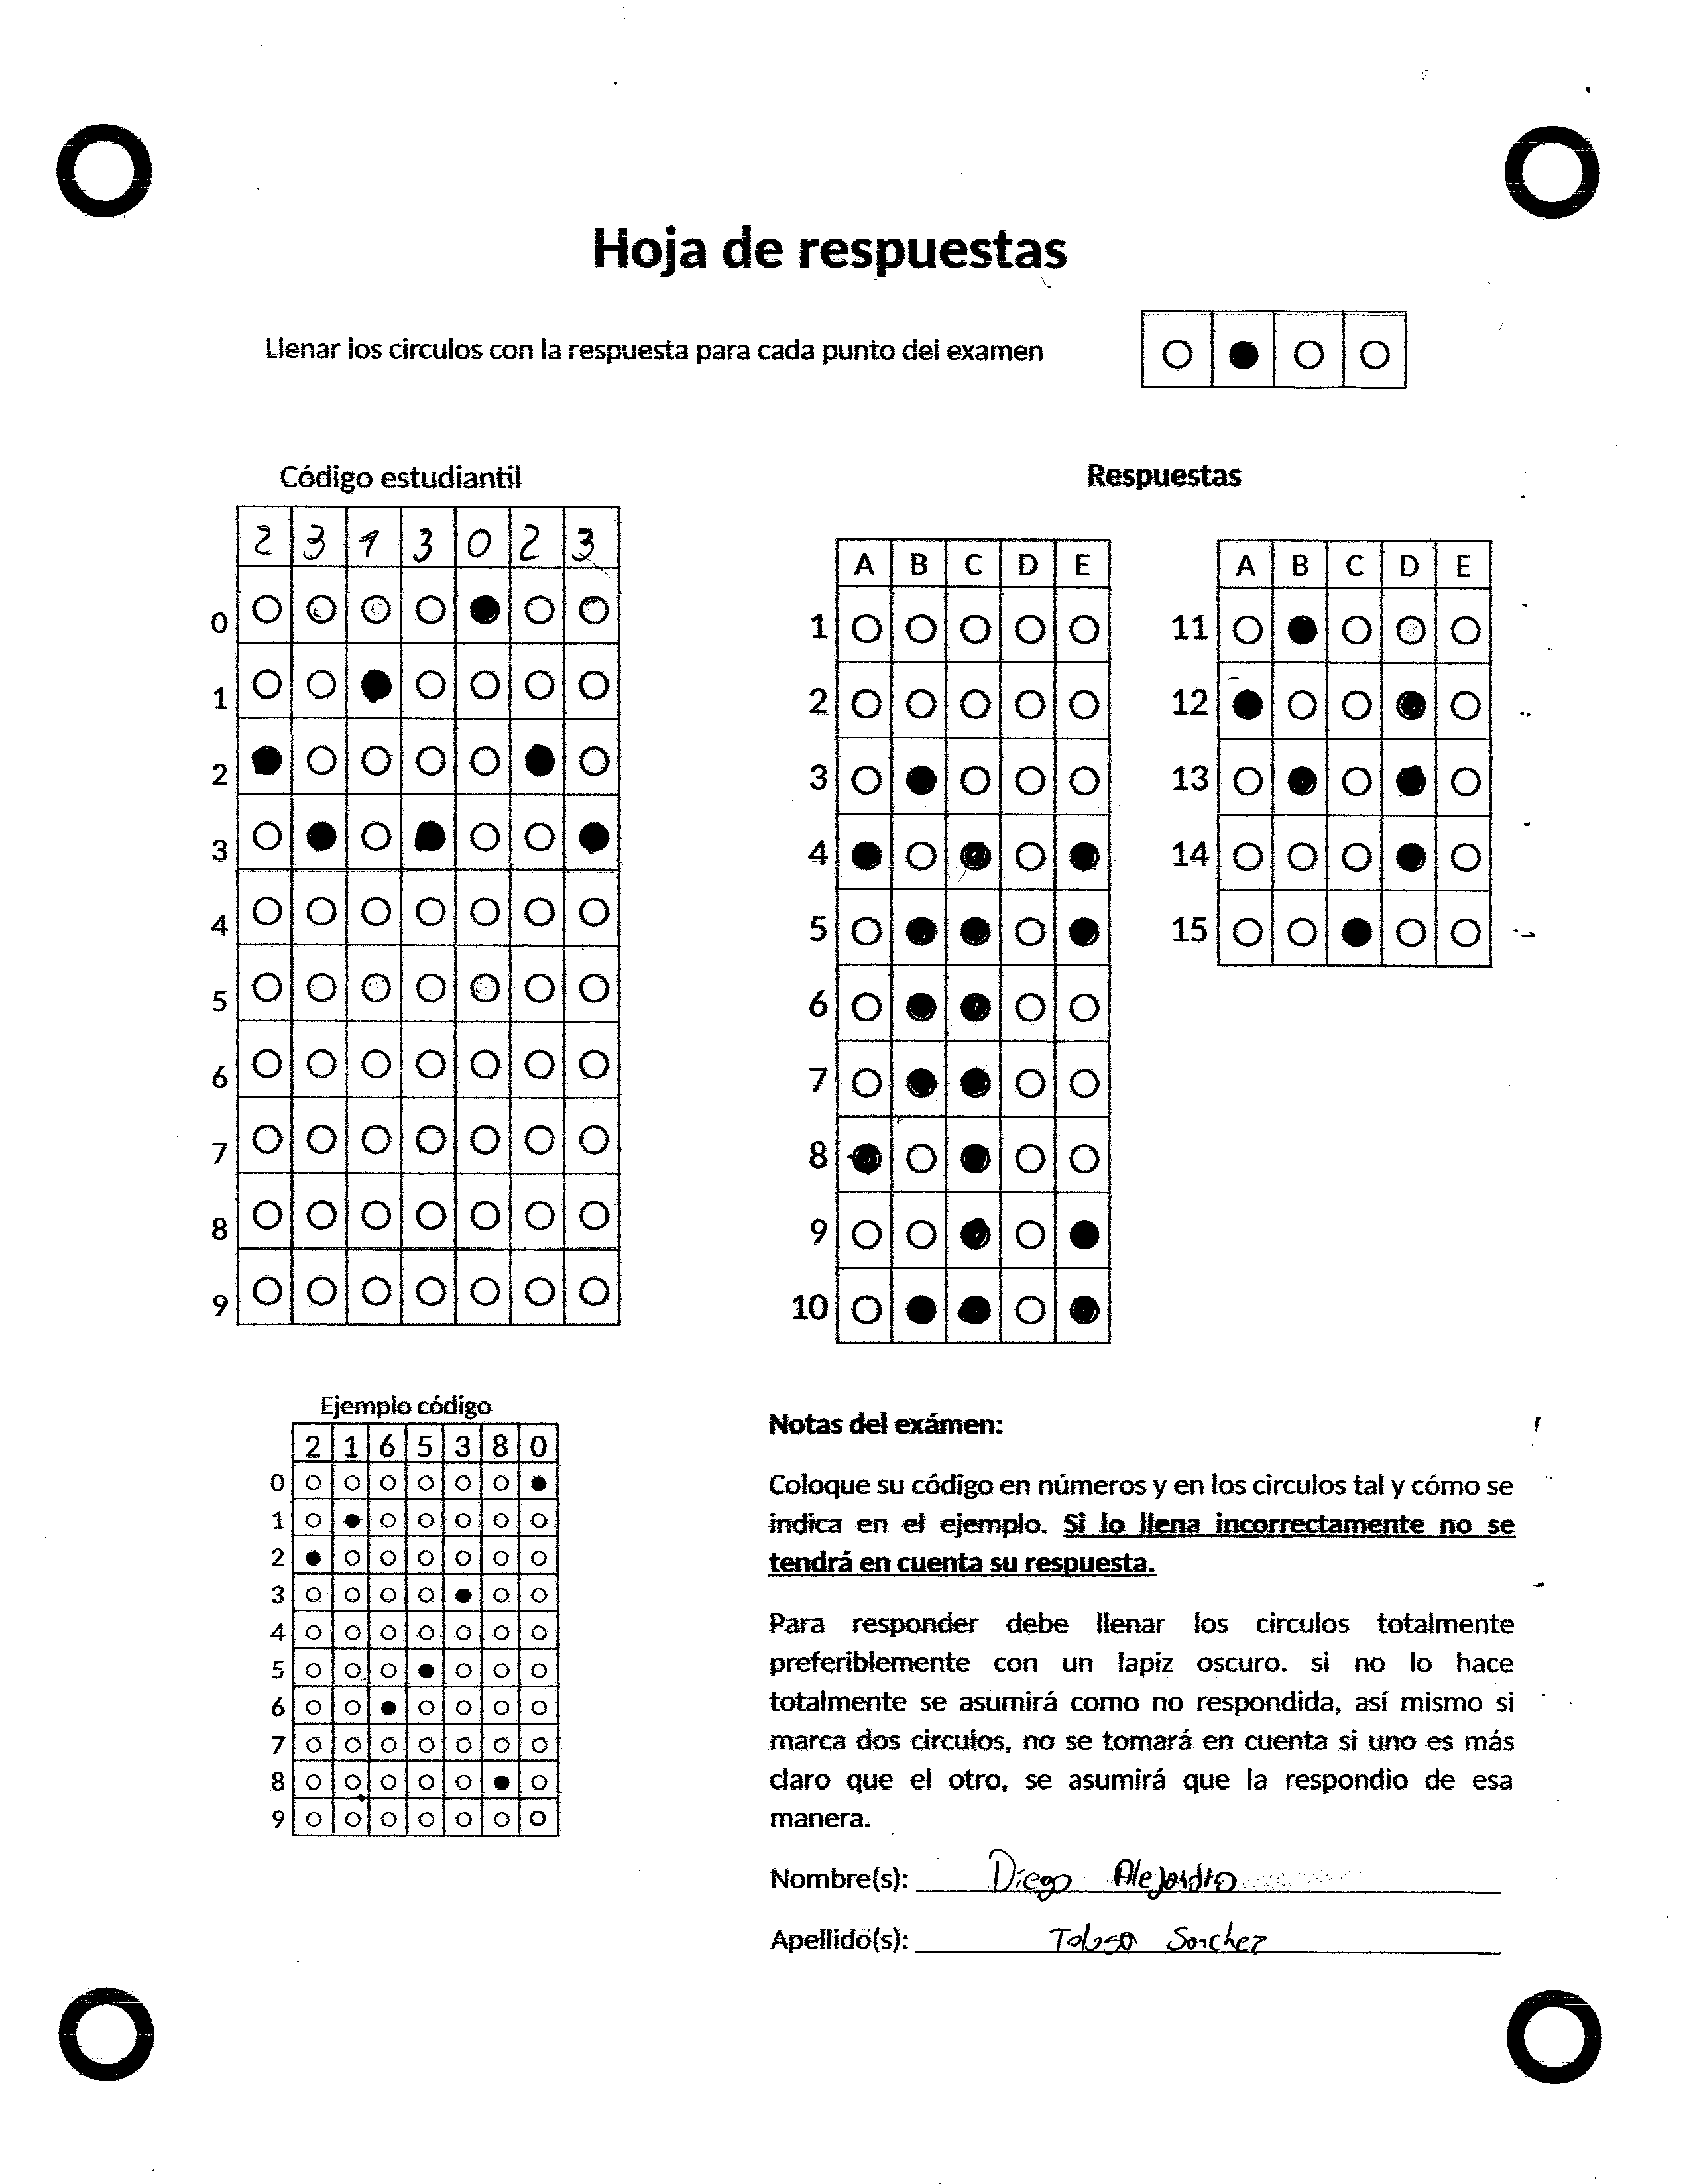 Hoja de respuestas
Llenar los circulos con la respuesta para cada punto del examen
Código estudiantil
2 3 1 3 0 2 3
0
1
2
3
4
5
6
7
8
9
Respuestas
A B C D E
1
2
3
4
5
6
7
8
9
10
A B C D E
11
12
13
14
15
Ejemplo código
2 1 6 5 3 8 0
0
1
2
3
4
5
6
7
8
9
Notas del exámen:
Coloque su código en números y en los circulos tal y cómo se
indica en el ejemplo. Si lo llena incorrectamente no se
tendrá en cuenta su respuesta.
Para responder debe llenar los circulos totalmente
preferiblemente con un lapiz oscuro. si no lo hace
totalmente se asumirá como no respondida, así mismo si
marca dos circulos, no se tomará en cuenta si uno es más
claro que el otro, se asumirá que la respondio de esa
manera.
Nombre(s): Diego Alejandro
Apellido(s): Tolosa Sanchez